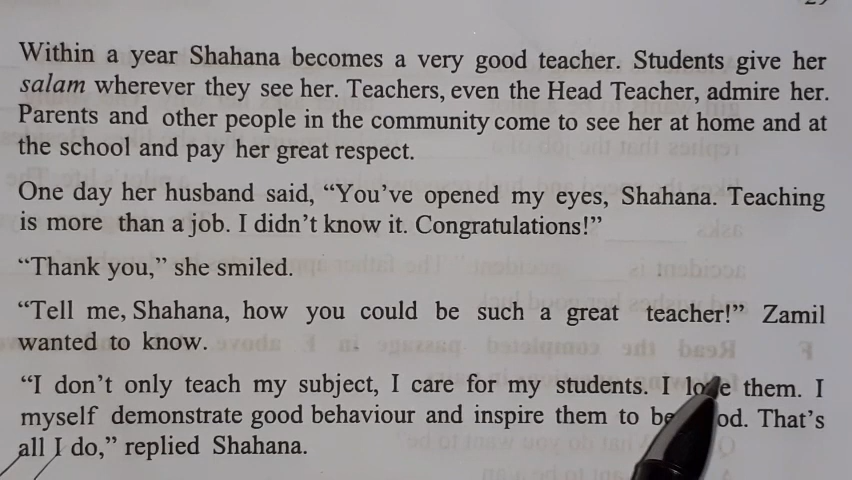 Within a year Shahana becomes a very good teacher. Students give her
salam wherever they see her. Teachers, even the Head Teacher, admire her.
Parents and other people in the community come to see her at home and at
the school and pay her great respect.
One day her husband said, “You’ve opened my eyes, Shahana. Teaching
is more than a job. I didn’t know it. Congratulations!”
“Thank you,” she smiled.
“Tell me, Shahana, how you could be such a great teacher!” Zamil
wanted to know.
“I don’t only teach my subject, I care for my students. I love them. I
myself demonstrate good behaviour and inspire them to be That’s
all I do,” replied Shahana.